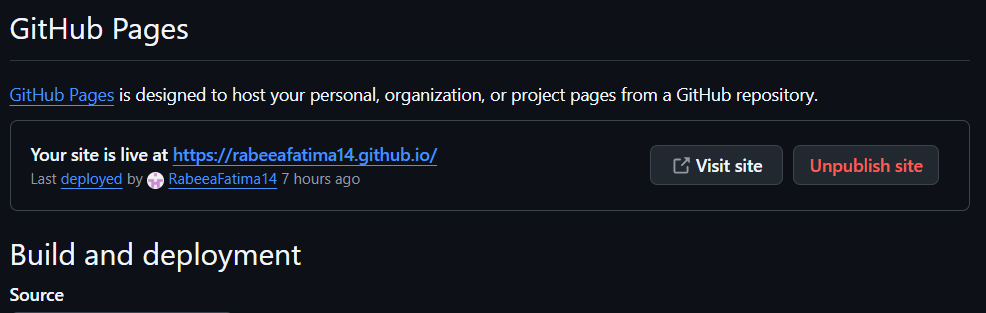 GitHub Pages
GitHub Pages is designed to host your personal, organization, or project pages from a GitHub repository.
Your site is live at https://rabeeafatima14.github.io/
Last deployed by RabeeaFatima14 7 hours ago
Visit site
Unpublish site
Build and deployment
Source